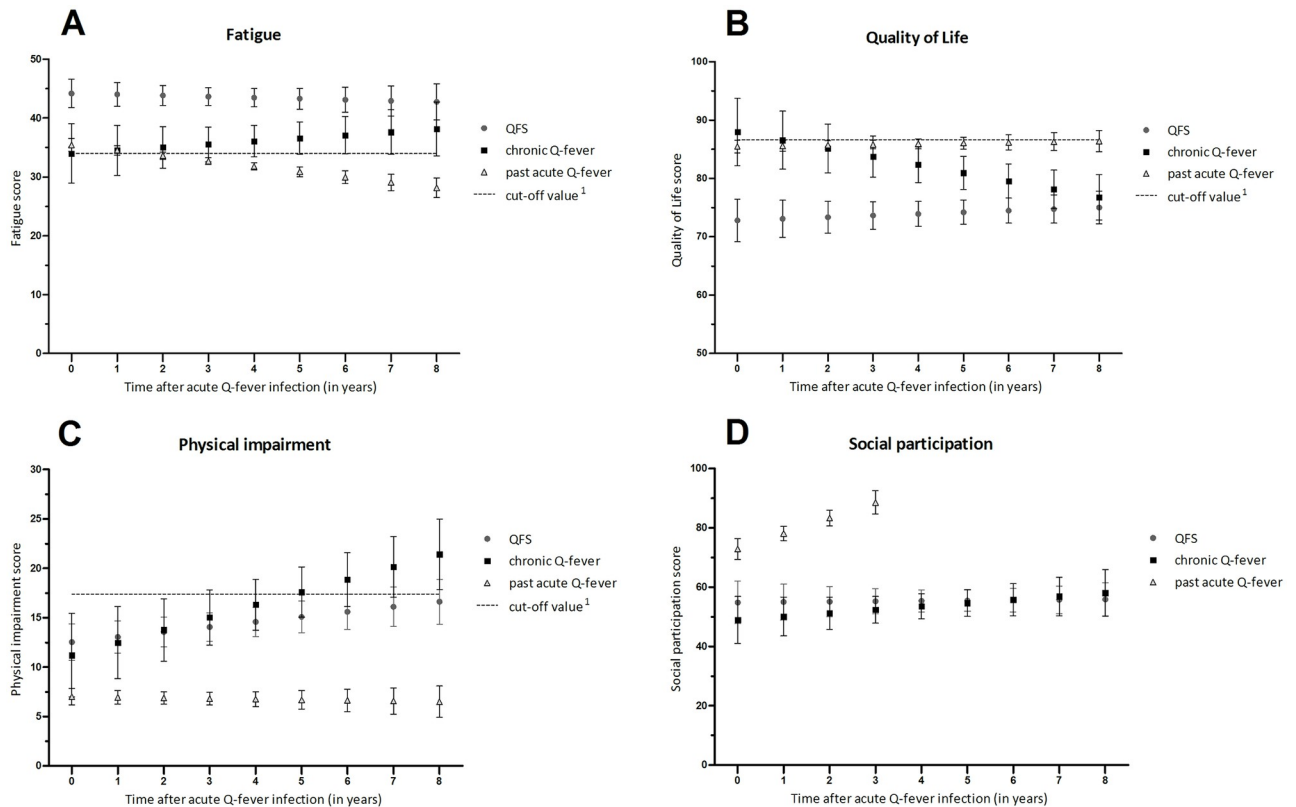 A
Fatigue
50
40
30
20
10
0
Fatigue score
0 1 2 3 4 5 6 7 8
Time after acute Q-fever infection (in years)
QFS
chronic Q-fever
past acute Q-fever
cut-off value1
B
Quality of Life
100
90
80
70
60
50
Quality of Life score
0 1 2 3 4 5 6 7 8
Time after acute Q-fever infection (in years)
QFS
chronic Q-fever
past acute Q-fever
cut-off value1
C
Physical impairment
30
25
20
15
10
5
0
Physical impairment score
0 1 2 3 4 5 6 7 8
Time after acute Q-fever infection (in years)
QFS
chronic Q-fever
past acute Q-fever
cut-off value1
D
Social participation
100
80
60
40
20
0
Social participation score
0 1 2 3 4 5 6 7 8
Time after acute Q-fever infection (in years)
QFS
chronic Q-fever
past acute Q-fever